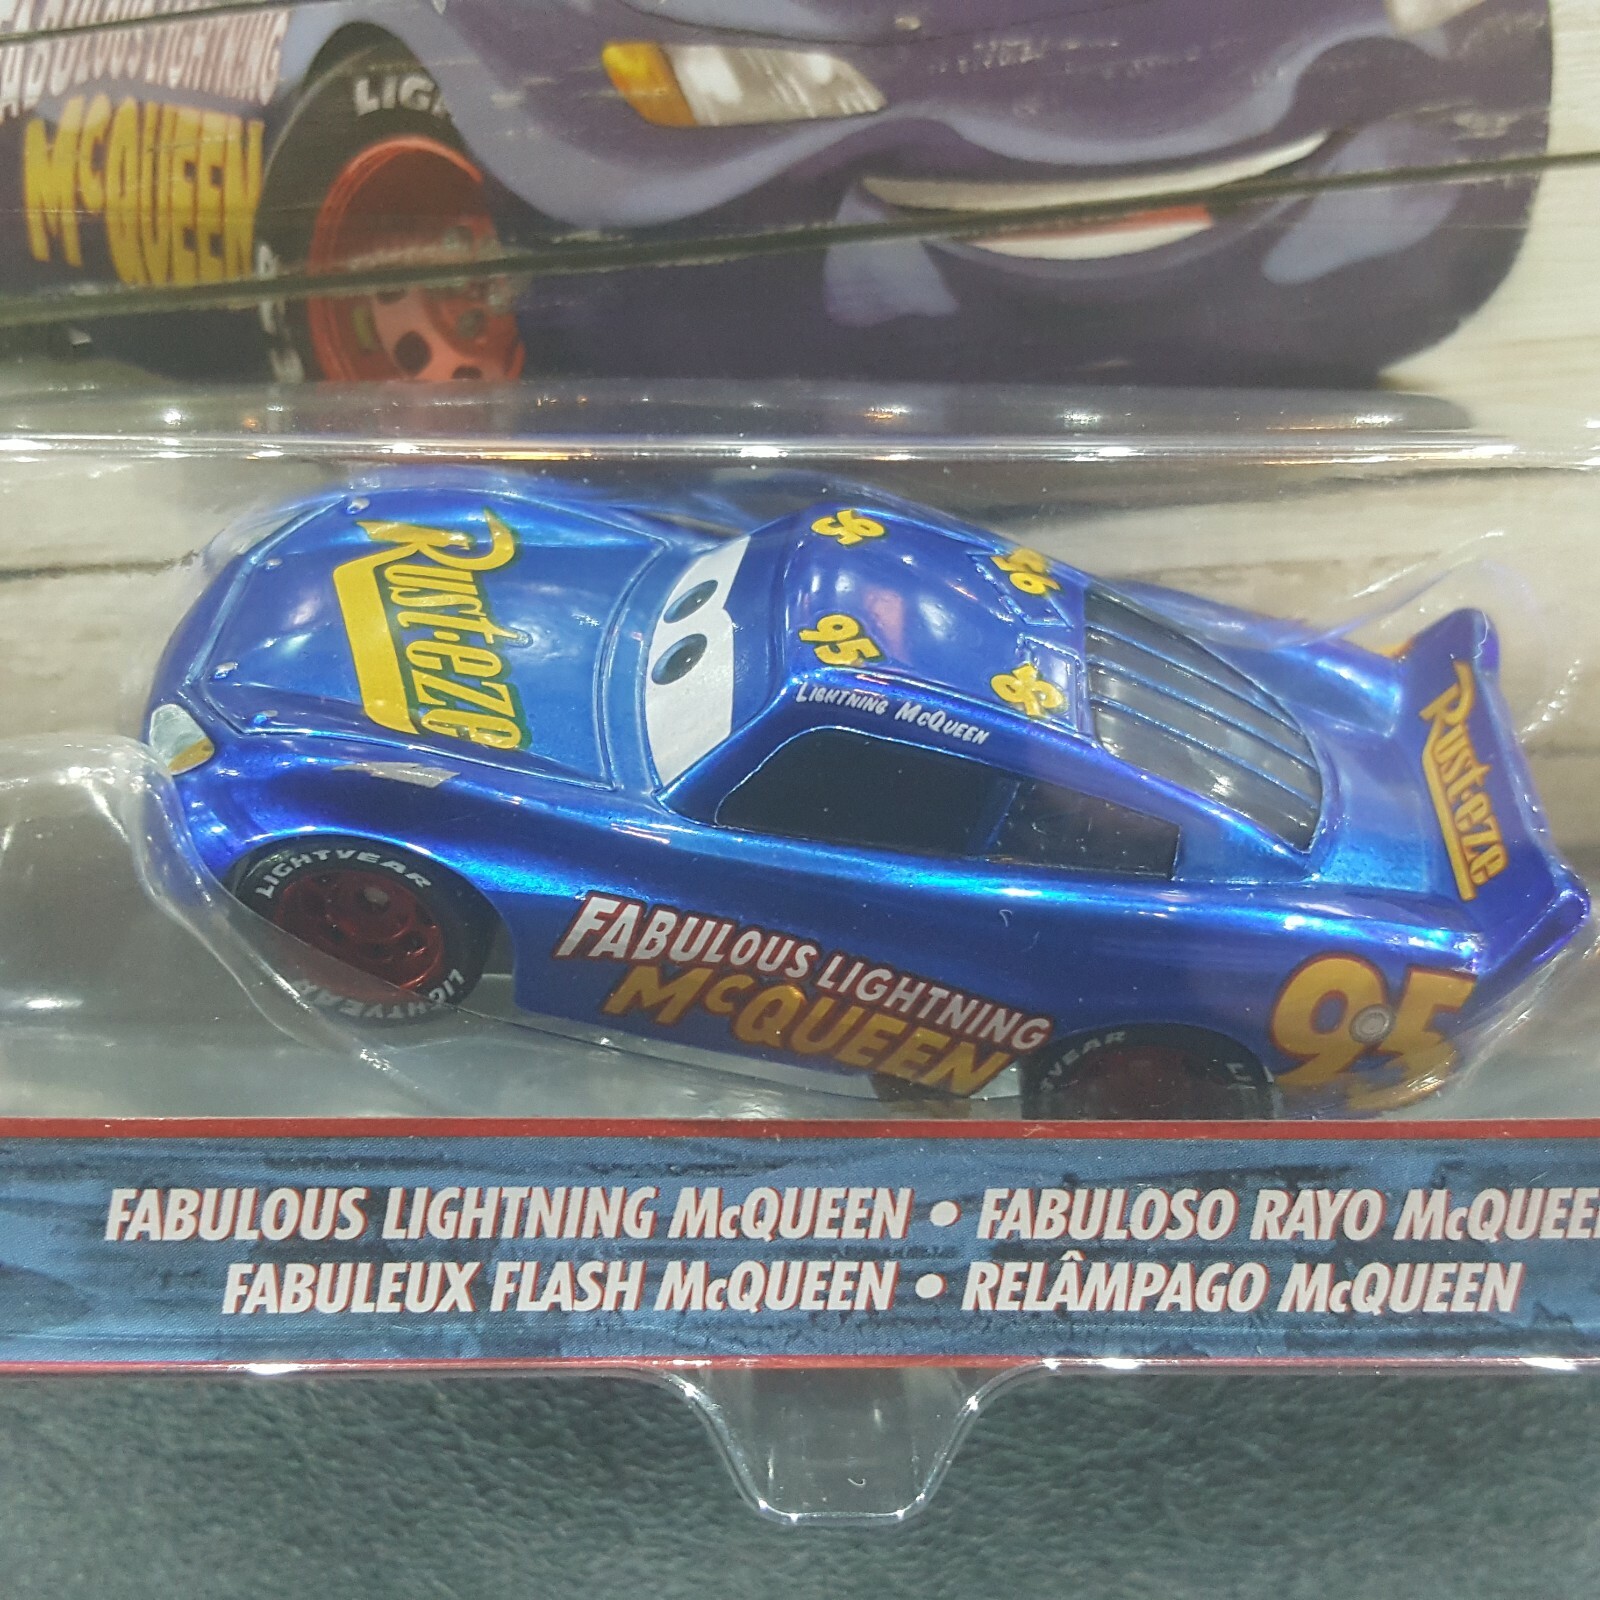 FABULOUS LIGHTNING
McQUEEN
LIG
Rust-eze
95
95
95
95
Lightning McQueen
Rust-eze
LIGHTYEAR
LIGHTYEAR
FABULOUS LIGHTNING
McQUEEN
95
FABULOUS LIGHTNING McQUEEN • FABULOSO RAYO McQUEE
FABULEUX FLASH McQUEEN • RELÂMPAGO McQUEEN